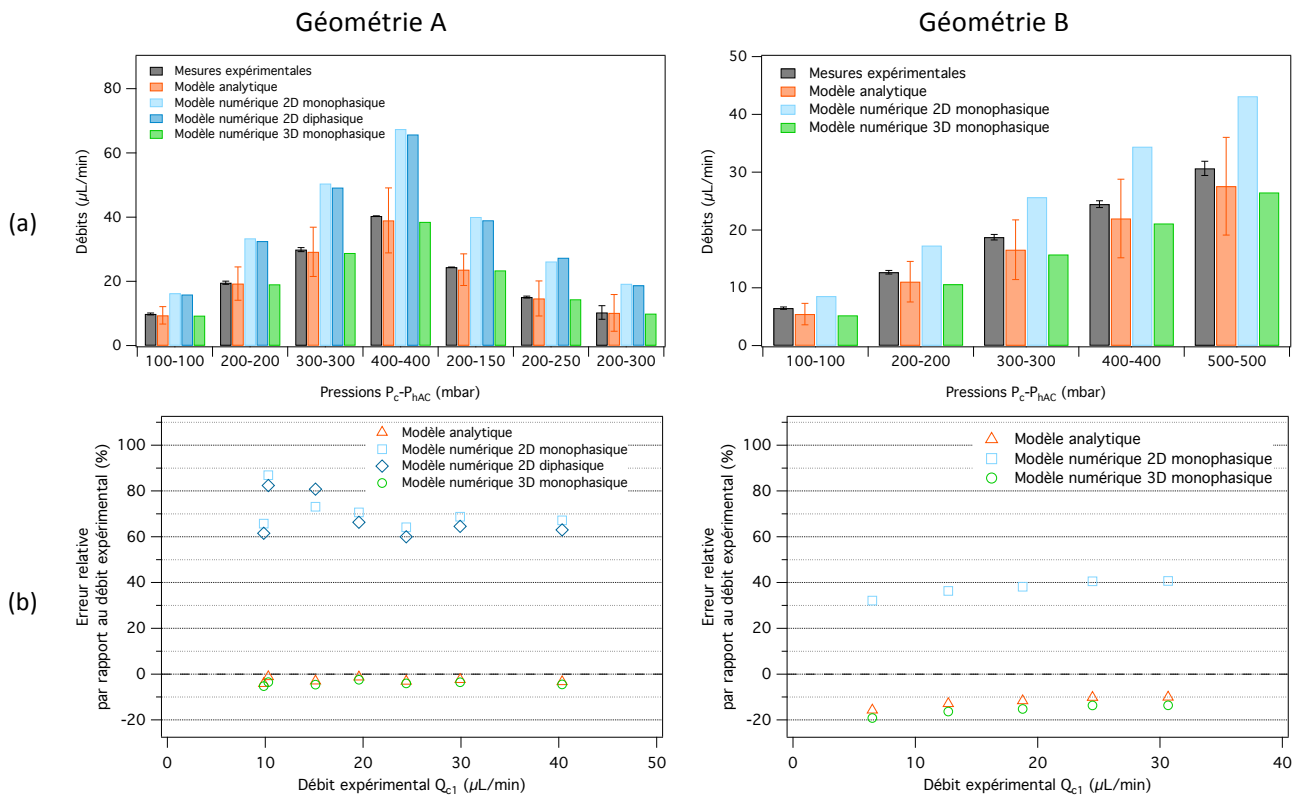 Géométrie A
Géométrie B
(a)
Débits (µL/min)
80
60
40
20
0
Mesures expérimentales
Modèle analytique
Modèle numérique 2D monophasique
Modèle numérique 2D diphasique
Modèle numérique 3D monophasique
100-100 200-200 300-300 400-400 200-150 200-250 200-300
Pressions Pc-PhAC (mbar)
Débits (µL/min)
50
40
30
20
10
0
Mesures expérimentales
Modèle analytique
Modèle numérique 2D monophasique
Modèle numérique 3D monophasique
100-100 200-200 300-300 400-400 500-500
Pressions Pc-PhAC (mbar)
(b)
Erreur relative
par rapport au débit expérimental (%)
100
80
60
40
20
0
-20
Modèle analytique
Modèle numérique 2D monophasique
Modèle numérique 2D diphasique
Modèle numérique 3D monophasique
0 10 20 30 40 50
Débit expérimental Qc1 (µL/min)
Erreur relative
par rapport au débit expérimental (%)
100
80
60
40
20
0
-20
Modèle analytique
Modèle numérique 2D monophasique
Modèle numérique 3D monophasique
0 10 20 30 40
Débit expérimental Qc1 (µL/min)